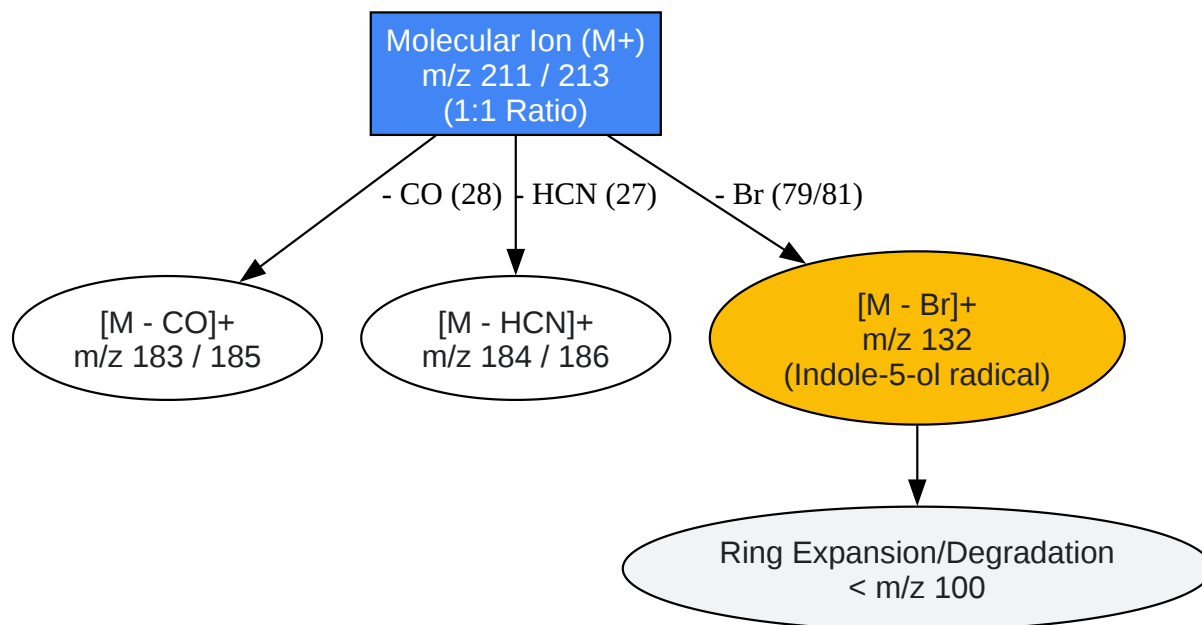 Molecular Ion (M+)
m/z 211 / 213
(1:1 Ratio)
- CO (28)
- HCN (27)
- Br (79/81)
[M - CO]+
m/z 183 / 185
[M - HCN]+
m/z 184 / 186
[M - Br]+
m/z 132
(Indole-5-ol radical)
Ring Expansion/Degradation
< m/z 100